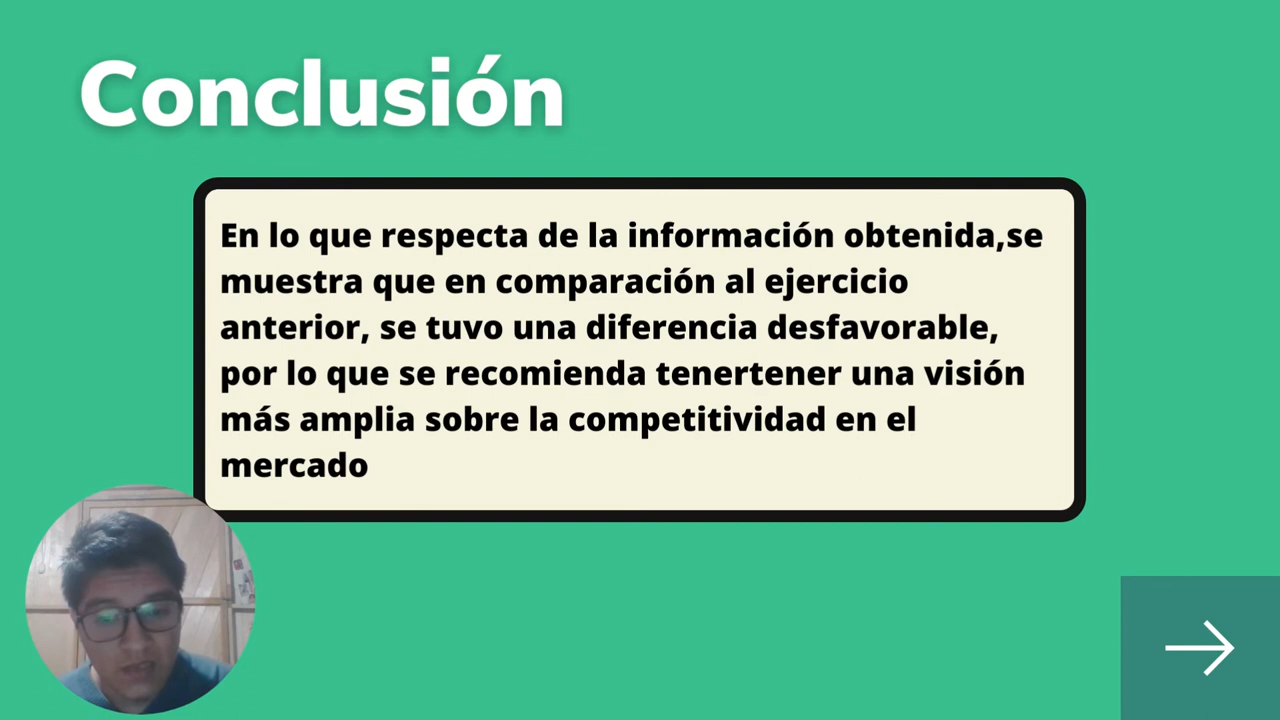 Conclusión
En lo que respecta de la información obtenida,se
muestra que en comparación al ejercicio
anterior, se tuvo una diferencia desfavorable,
por lo que se recomienda tenertener una visión
más amplia sobre la competitividad en el
mercado